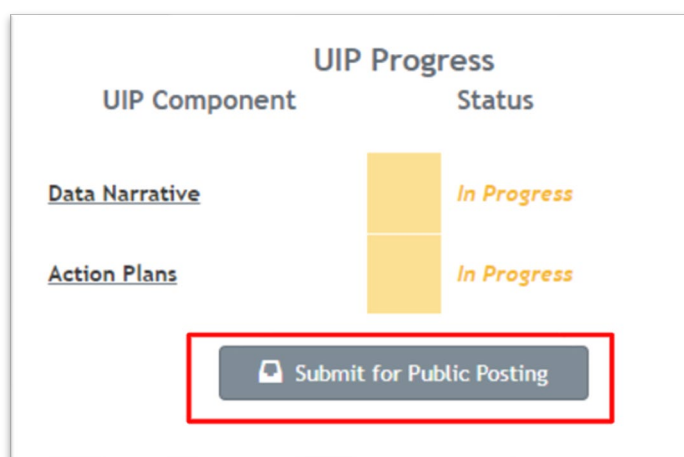 UIP Progress
UIP Component Status
Data Narrative In Progress
Action Plans In Progress
Submit for Public Posting